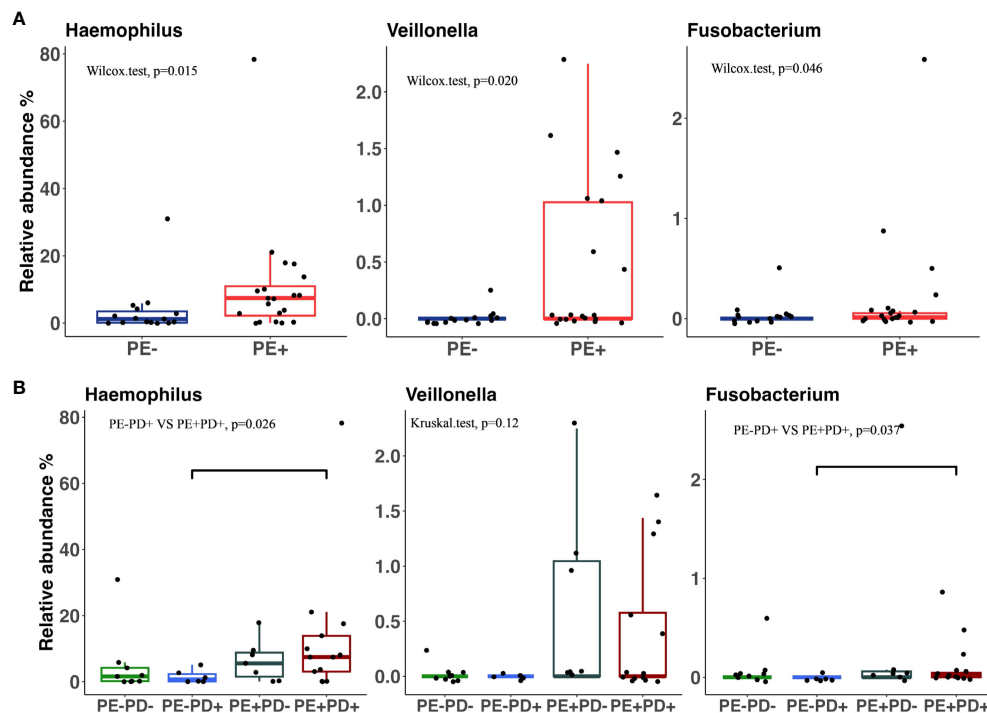 A
Haemophilus
Veillonella
Fusobacterium
Relative abundance %
80
60
40
20
0
Wilcox.test, p=0.015
PE-
PE+
2.0
1.5
1.0
0.5
0.0
Wilcox.test, p=0.020
PE-
PE+
2
1
0
Wilcox.test, p=0.046
PE-
PE+
B
Haemophilus
Veillonella
Fusobacterium
Relative abundance %
80
60
40
20
0
PE-PD+ VS PE+PD+, p=0.026
PE-PD-
PE-PD+
PE+PD-
PE+PD+
2.0
1.5
1.0
0.5
0.0
Kruskal.test, p=0.12
PE-PD-
PE-PD+
PE+PD-
PE+PD+
2
1
0
PE-PD+ VS PE+PD+, p=0.037
PE-PD-
PE-PD+
PE+PD-
PE+PD+